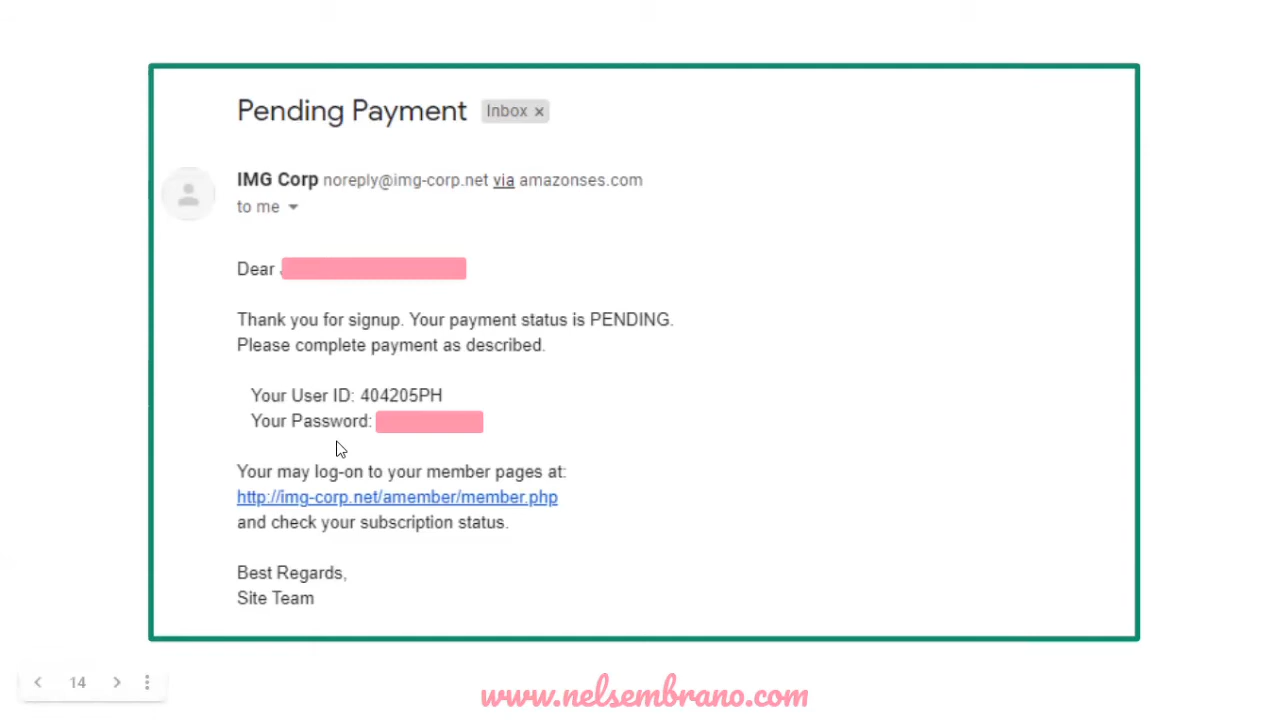 Pending Payment Inbox ×
IMG Corp noreply@img-corp.net via amazonses.com
to me
Dear
Thank you for signup. Your payment status is PENDING.
Please complete payment as described.
Your User ID: 404205PH
Your Password:
Your may log-on to your member pages at:
http://img-corp.net/amember/member.php
and check your subscription status.
Best Regards,
Site Team
14
www.nelsembrano.com